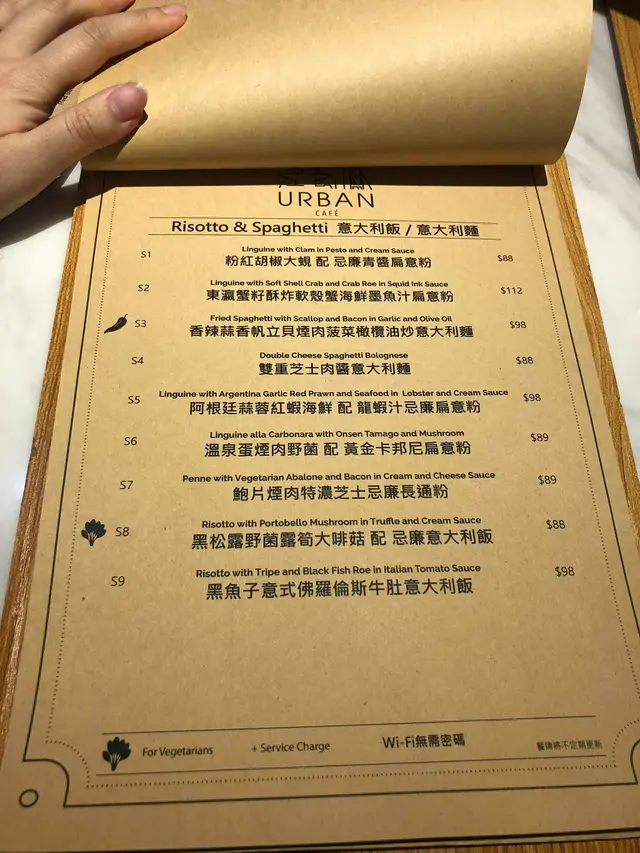 URBAN
CAFÉ
Risotto & Spaghetti 意大利飯 / 意大利麵
S1 Linguine with Clam in Pesto and Cream Sauce $88
粉紅胡椒大蜆 配 忌廉青醬扁意粉
S2 Linguine with Soft Shell Crab and Crab Roe in Squid Ink Sauce $112
東瀛蟹籽酥炸軟殼蟹海鮮墨魚汁扁意粉
S3 Fried Spaghetti with Scallop and Bacon in Garlic and Olive Oil $98
香辣蒜香帆立貝煙肉菠菜橄欖油炒意大利麵
S4 Double Cheese Spaghetti Bolognese $88
雙重芝士肉醬意大利麵
S5 Linguine with Argentina Garlic Red Prawn and Seafood in Lobster and Cream Sauce $98
阿根廷蒜蓉紅蝦海鮮 配 龍蝦汁忌廉扁意粉
S6 Linguine alla Carbonara with Onsen Tamago and Mushroom $89
溫泉蛋煙肉野菌 配 黃金卡邦尼扁意粉
S7 Penne with Vegetarian Abalone and Bacon in Cream and Cheese Sauce $89
鮑片煙肉特濃芝士忌廉長通粉
S8 Risotto with Portobello Mushroom in Truffle and Cream Sauce $88
黑松露野菌露筍大啡菇 配 忌廉意大利飯
S9 Risotto with Tripe and Black Fish Roe in Italian Tomato Sauce $98
黑魚子意式佛羅倫斯牛肚意大利飯
For Vegetarians + Service Charge Wi-Fi無需密碼 餐牌將不定期更新